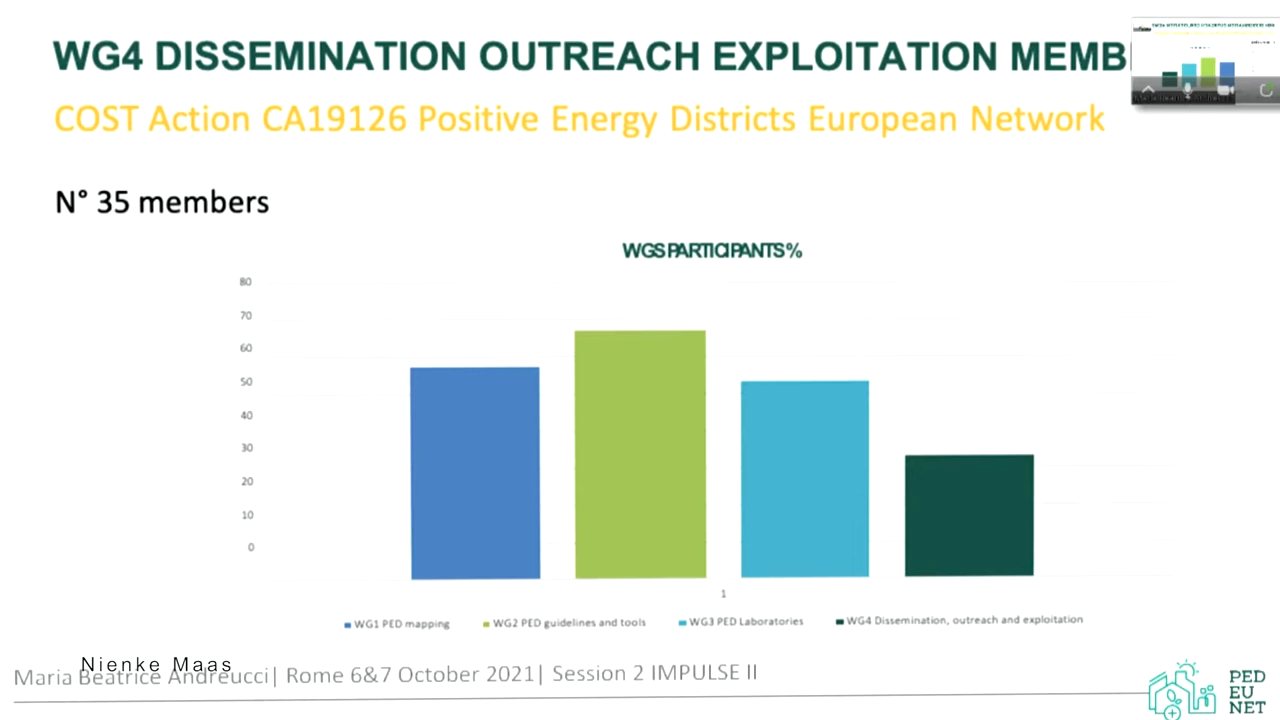 WG4 DISSEMINATION OUTREACH EXPLOITATION MEMB
COST Action CA19126 Positive Energy Districts European Network
N° 35 members
WGS PARTICIPANTS %
80
70
60
50
40
30
20
10
0
1
WG1 PED mapping
WG2 PED guidelines and tools
WG3 PED Laboratories
WG4 Dissemination, outreach and exploitation
Nienke Maas
Maria Beatrice Andreucci| Rome 6&7 October 2021| Session 2 IMPULSE II
PED
EU
NET